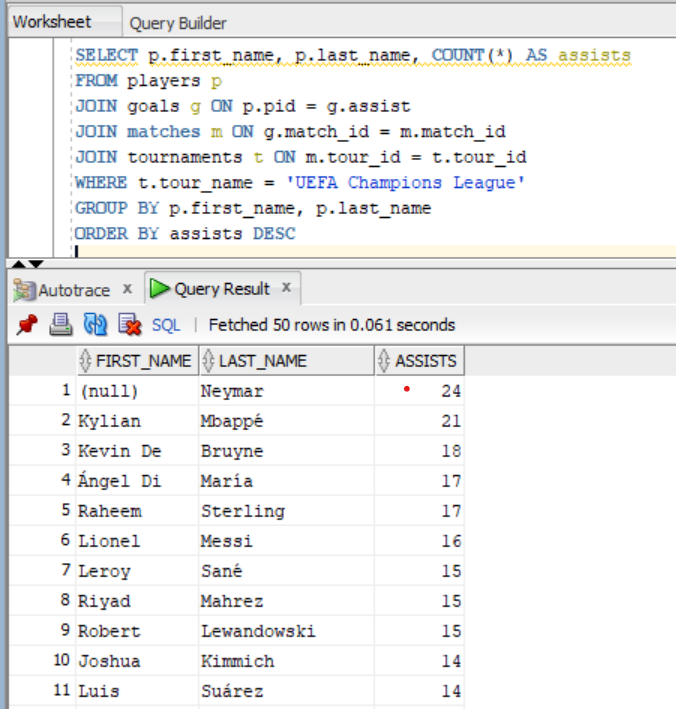 Worksheet Query Builder
SELECT p.first_name, p.last_name, COUNT(*) AS assists
FROM players p
JOIN goals g ON p.pid = g.assist
JOIN matches m ON g.match_id = m.match_id
JOIN tournaments t ON m.tour_id = t.tour_id
WHERE t.tour_name = 'UEFA Champions League'
GROUP BY p.first_name, p.last_name
ORDER BY assists DESC
Autotrace x Query Result x
SQL | Fetched 50 rows in 0.061 seconds
FIRST_NAME LAST_NAME ASSISTS
1 (null) Neymar 24
2 Kylian Mbappé 21
3 Kevin De Bruyne 18
4 Ángel Di María 17
5 Raheem Sterling 17
6 Lionel Messi 16
7 Leroy Sané 15
8 Riyad Mahrez 15
9 Robert Lewandowski 15
10 Joshua Kimmich 14
11 Luis Suárez 14